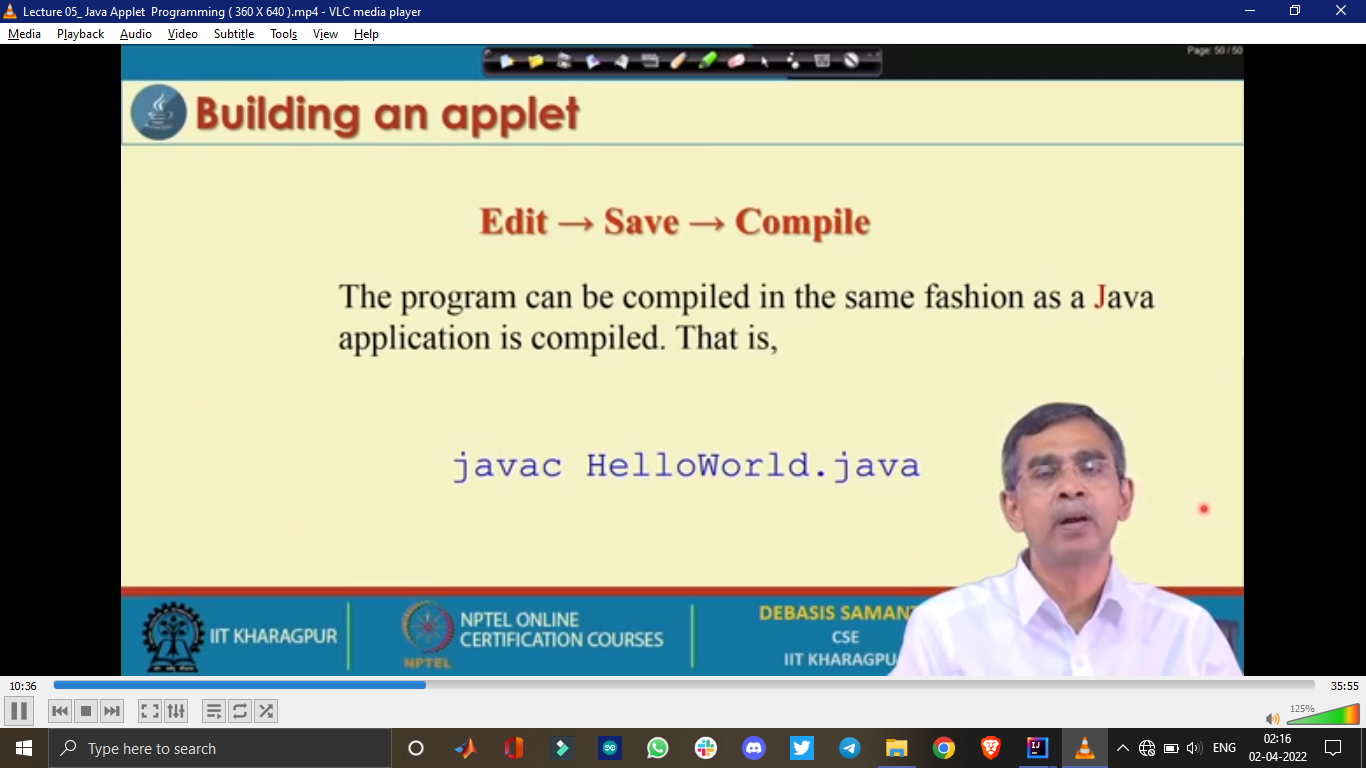 Lecture 05_ Java Applet  Programming ( 360 X 640 ).mp4 - VLC media player
Media Playback Audio Video Subtitle Tools View Help
Page: 50 / 50
Building an applet
Edit → Save → Compile
The program can be compiled in the same fashion as a Java
application is compiled. That is,
javac HelloWorld.java
IIT KHARAGPUR
NPTEL
NPTEL ONLINE
CERTIFICATION COURSES
DEBASIS SAMANT
CSE
IIT KHARAGPU
10:36
35:55
125%
Type here to search
ENG
02:16
02-04-2022